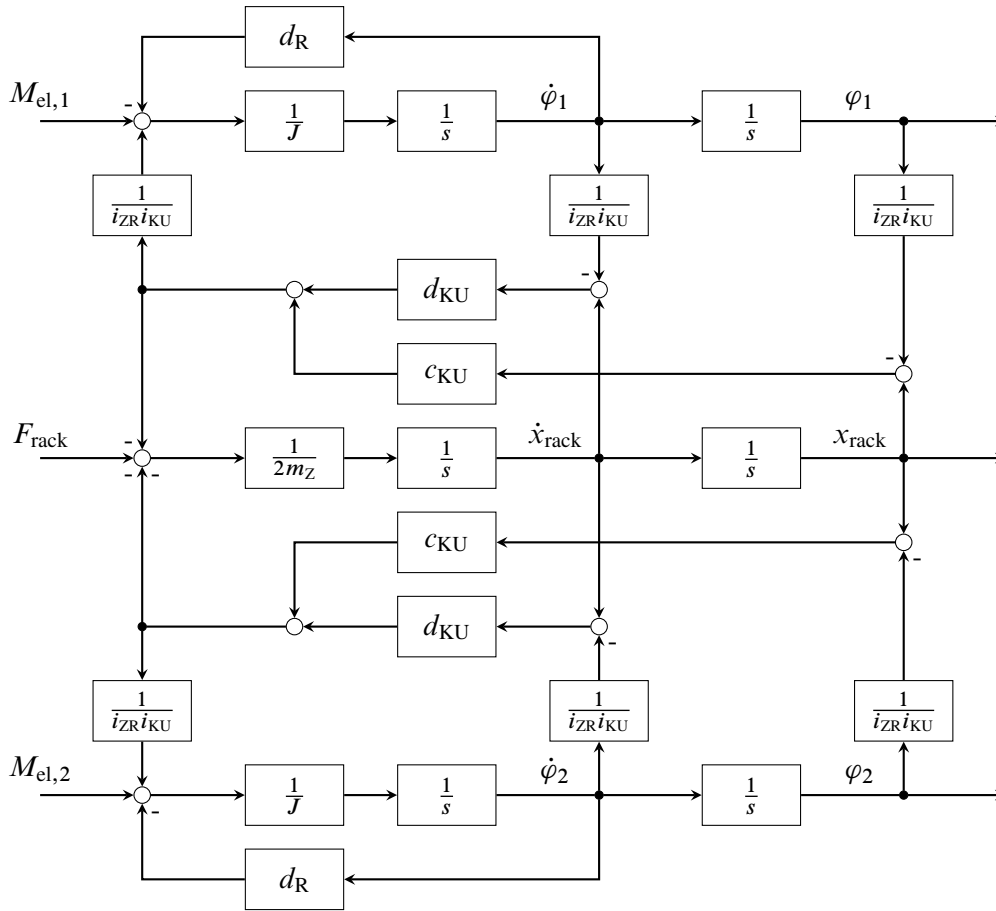 d_R
M_el,1 - 1/J 1/s φ̇_1 1/s φ_1
1/(i_ZR i_KU) 1/(i_ZR i_KU) 1/(i_ZR i_KU)
d_KU -
c_KU -
F_rack - - - 1/(2m_Z) 1/s ẋ_rack 1/s x_rack
c_KU -
d_KU -
1/(i_ZR i_KU) 1/(i_ZR i_KU) 1/(i_ZR i_KU)
M_el,2 - 1/J 1/s φ̇_2 1/s φ_2
d_R